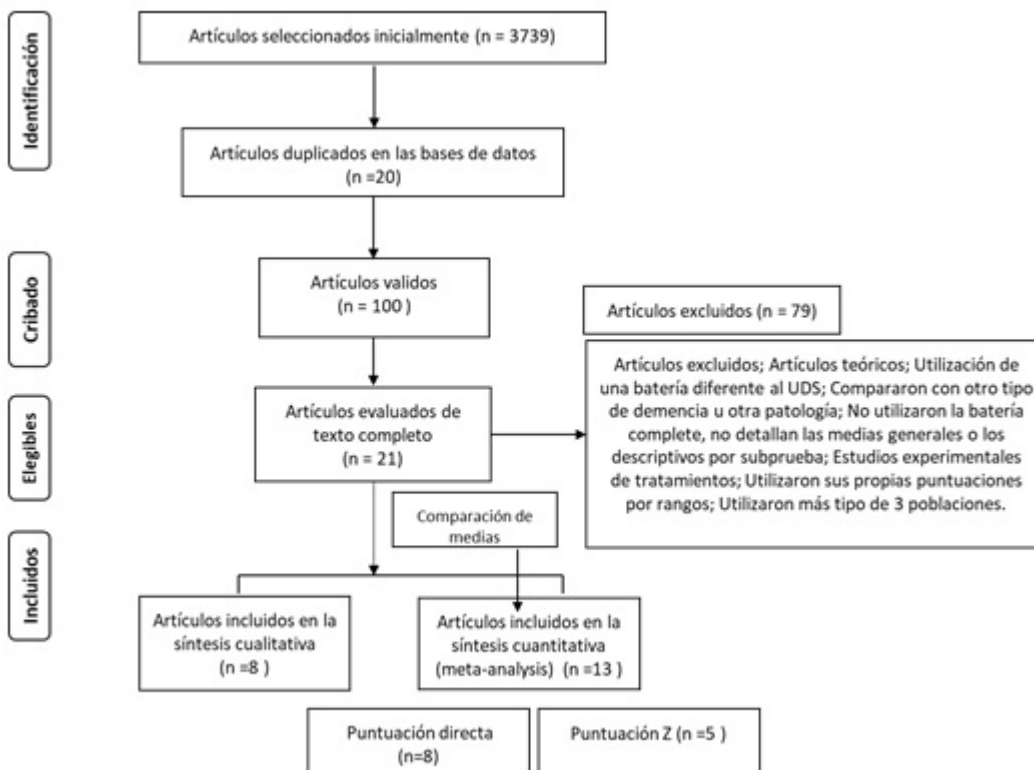 Identificación
Artículos seleccionados inicialmente (n = 3739)
Artículos duplicados en las bases de datos
(n =20)
Cribado
Artículos validos
(n = 100 )
Artículos excluidos (n = 79)
Artículos excluidos; Artículos teóricos; Utilización de
una batería diferente al UDS; Compararon con otro tipo
de demencia u otra patología; No utilizaron la batería
complete, no detallan las medias generales o los
descriptivos por subprueba; Estudios experimentales
de tratamientos; Utilizaron sus propias puntuaciones
por rangos; Utilizaron más tipo de 3 poblaciones.
Elegibles
Artículos evaluados de
texto completo
(n = 21)
Comparación de
medias
Incluidos
Artículos incluidos en la
síntesis cualitativa
(n =8 )
Artículos incluidos en la
síntesis cuantitativa
(meta-analysis) (n =13 )
Puntuación directa
(n=8)
Puntuación Z (n =5 )